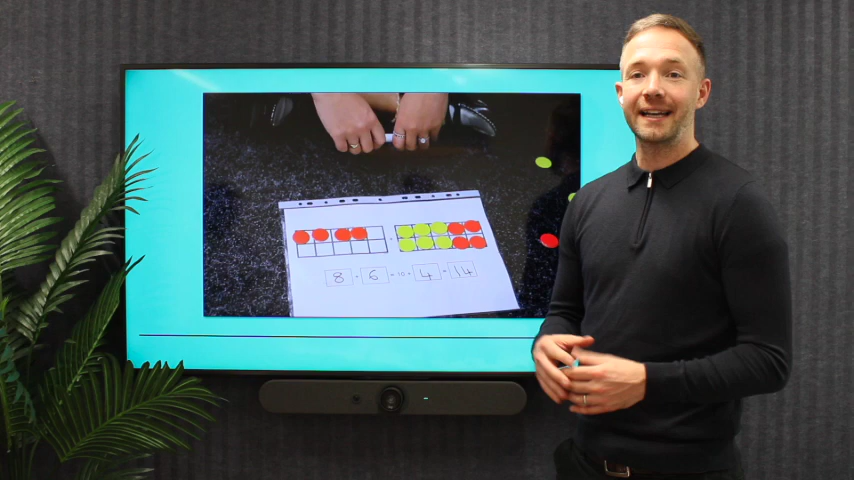 8 + 6 = 10 + 4 = 14